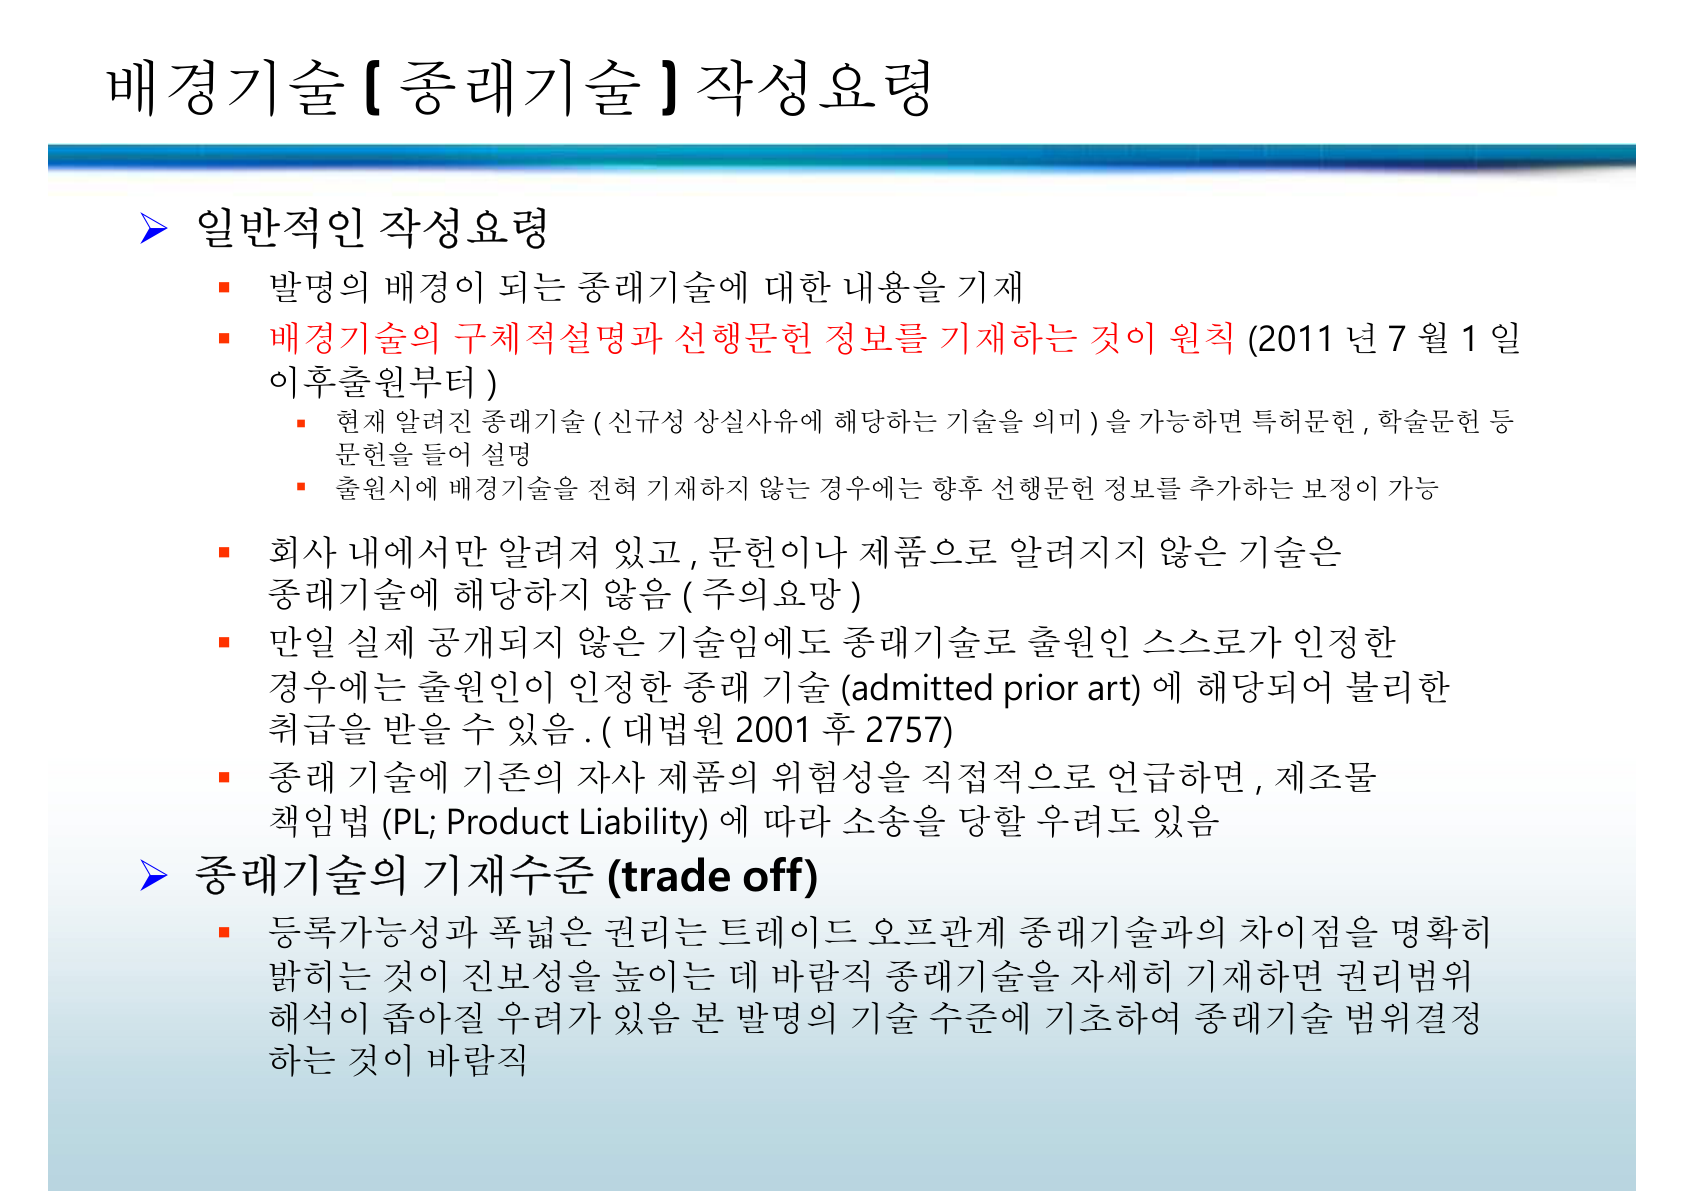 배경기술 ( 종래기술 ) 작성요령
일반적인 작성요령
발명의 배경이 되는 종래기술에 대한 내용을 기재
배경기술의 구체적설명과 선행문헌 정보를 기재하는 것이 원칙 (2011 년 7 월 1 일
이후출원부터 )
현재 알려진 종래기술 ( 신규성 상실사유에 해당하는 기술을 의미 ) 을 가능하면 특허문헌 , 학술문헌 등
문헌을 들어 설명
출원시에 배경기술을 전혀 기재하지 않는 경우에는 향후 선행문헌 정보를 추가하는 보정이 가능
회사 내에서만 알려져 있고 , 문헌이나 제품으로 알려지지 않은 기술은
종래기술에 해당하지 않음 ( 주의요망 )
만일 실제 공개되지 않은 기술임에도 종래기술로 출원인 스스로가 인정한
경우에는 출원인이 인정한 종래 기술 (admitted prior art) 에 해당되어 불리한
취급을 받을 수 있음 . ( 대법원 2001 후 2757)
종래 기술에 기존의 자사 제품의 위험성을 직접적으로 언급하면 , 제조물
책임법 (PL; Product Liability) 에 따라 소송을 당할 우려도 있음
종래기술의 기재수준 (trade off)
등록가능성과 폭넓은 권리는 트레이드 오프관계 종래기술과의 차이점을 명확히
밝히는 것이 진보성을 높이는 데 바람직 종래기술을 자세히 기재하면 권리범위
해석이 좁아질 우려가 있음 본 발명의 기술 수준에 기초하여 종래기술 범위결정
하는 것이 바람직